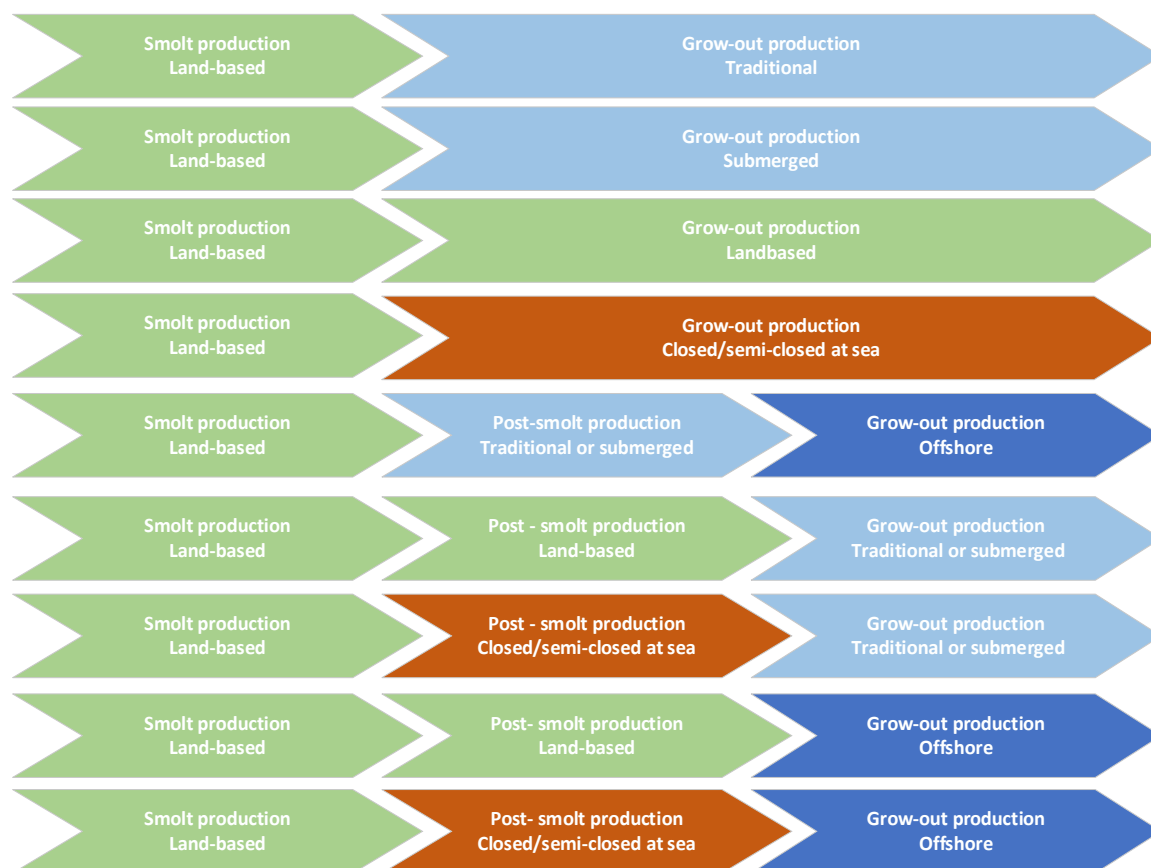 Smolt production
Land-based
Grow-out production
Traditional
Smolt production
Land-based
Grow-out production
Submerged
Smolt production
Land-based
Grow-out production
Landbased
Smolt production
Land-based
Grow-out production
Closed/semi-closed at sea
Smolt production
Land-based
Post-smolt production
Traditional or submerged
Grow-out production
Offshore
Smolt production
Land-based
Post - smolt production
Land-based
Grow-out production
Traditional or submerged
Smolt production
Land-based
Post - smolt production
Closed/semi-closed at sea
Grow-out production
Traditional or submerged
Smolt production
Land-based
Post- smolt production
Land-based
Grow-out production
Offshore
Smolt production
Land-based
Post- smolt production
Closed/semi-closed at sea
Grow-out production
Offshore